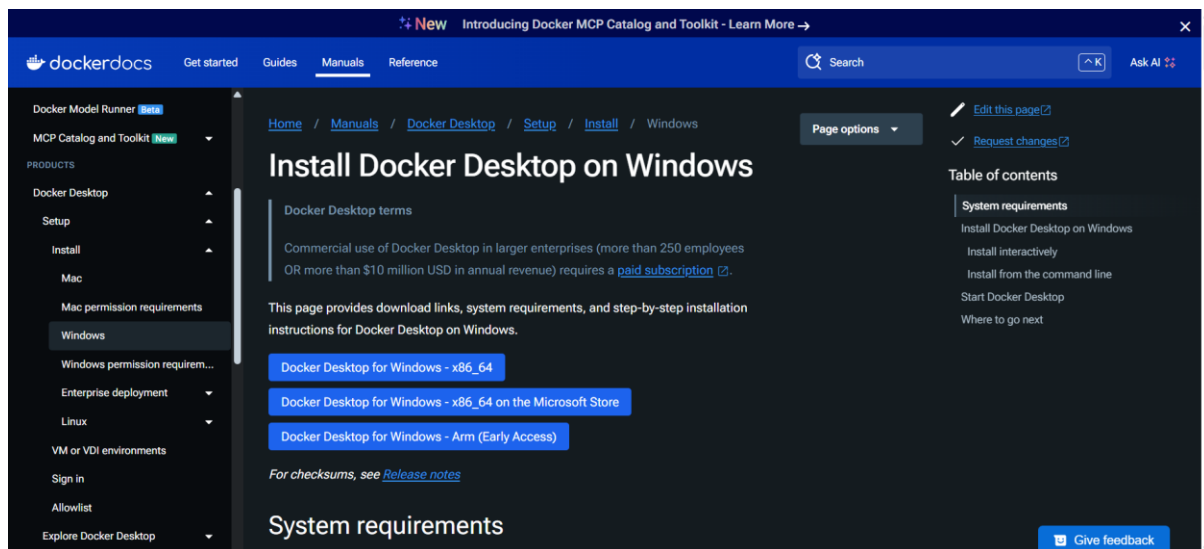 New Introducing Docker MCP Catalog and Toolkit - Learn More →
dockerdocs Get started Guides Manuals Reference Search ^ K Ask AI
Docker Model Runner Beta
MCP Catalog and Toolkit New
PRODUCTS
Docker Desktop
Setup
Install
Mac
Mac permission requirements
Windows
Windows permission requirem...
Enterprise deployment
Linux
VM or VDI environments
Sign in
Allowlist
Explore Docker Desktop
Home / Manuals / Docker Desktop / Setup / Install / Windows
Page options
Install Docker Desktop on Windows
Docker Desktop terms
Commercial use of Docker Desktop in larger enterprises (more than 250 employees
OR more than $10 million USD in annual revenue) requires a paid subscription.
This page provides download links, system requirements, and step-by-step installation
instructions for Docker Desktop on Windows.
Docker Desktop for Windows - x86_64
Docker Desktop for Windows - x86_64 on the Microsoft Store
Docker Desktop for Windows - Arm (Early Access)
For checksums, see Release notes
System requirements
Edit this page
Request changes
Table of contents
System requirements
Install Docker Desktop on Windows
Install interactively
Install from the command line
Start Docker Desktop
Where to go next
Give feedback